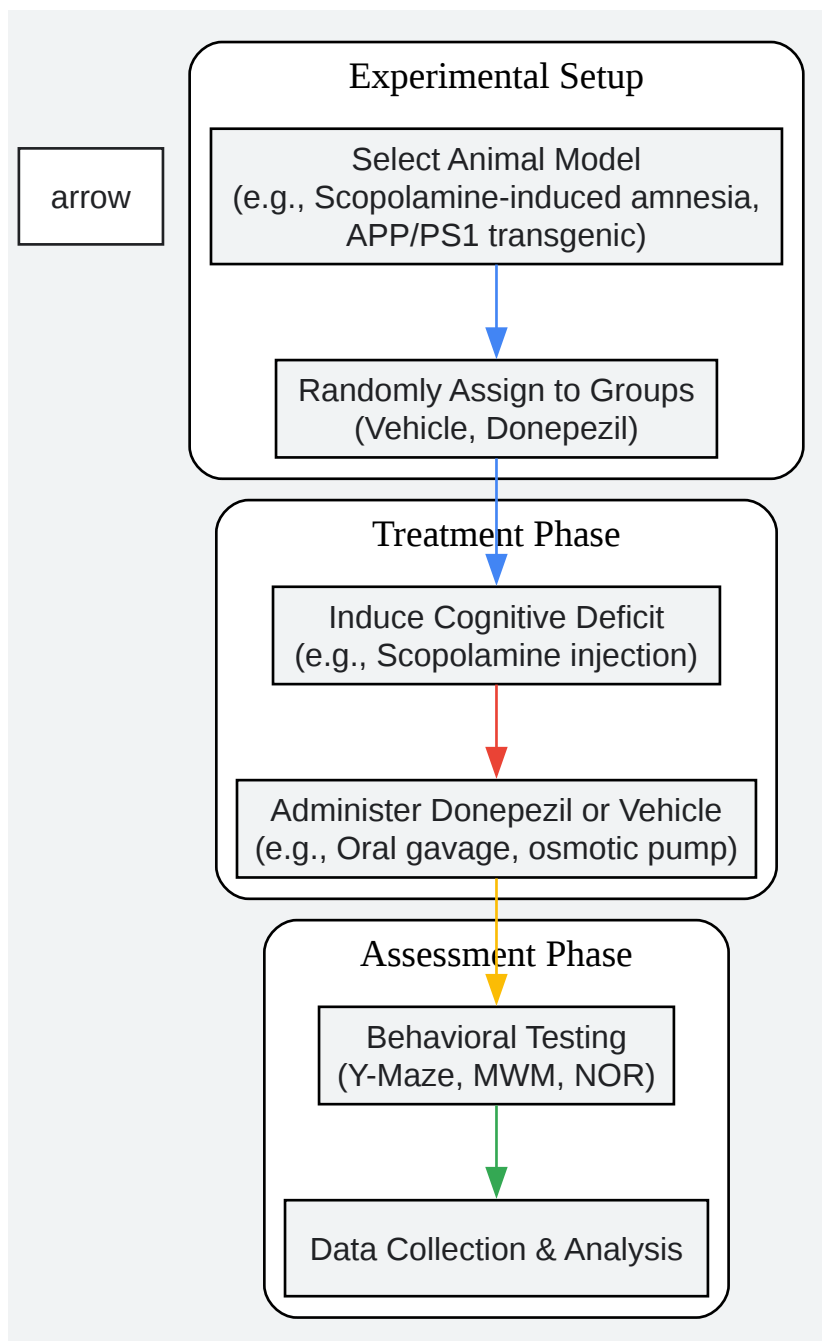 Experimental Setup
arrow
Select Animal Model
(e.g., Scopolamine-induced amnesia,
APP/PS1 transgenic)
Randomly Assign to Groups
(Vehicle, Donepezil)
Treatment Phase
Induce Cognitive Deficit
(e.g., Scopolamine injection)
Administer Donepezil or Vehicle
(e.g., Oral gavage, osmotic pump)
Assessment Phase
Behavioral Testing
(Y-Maze, MWM, NOR)
Data Collection & Analysis